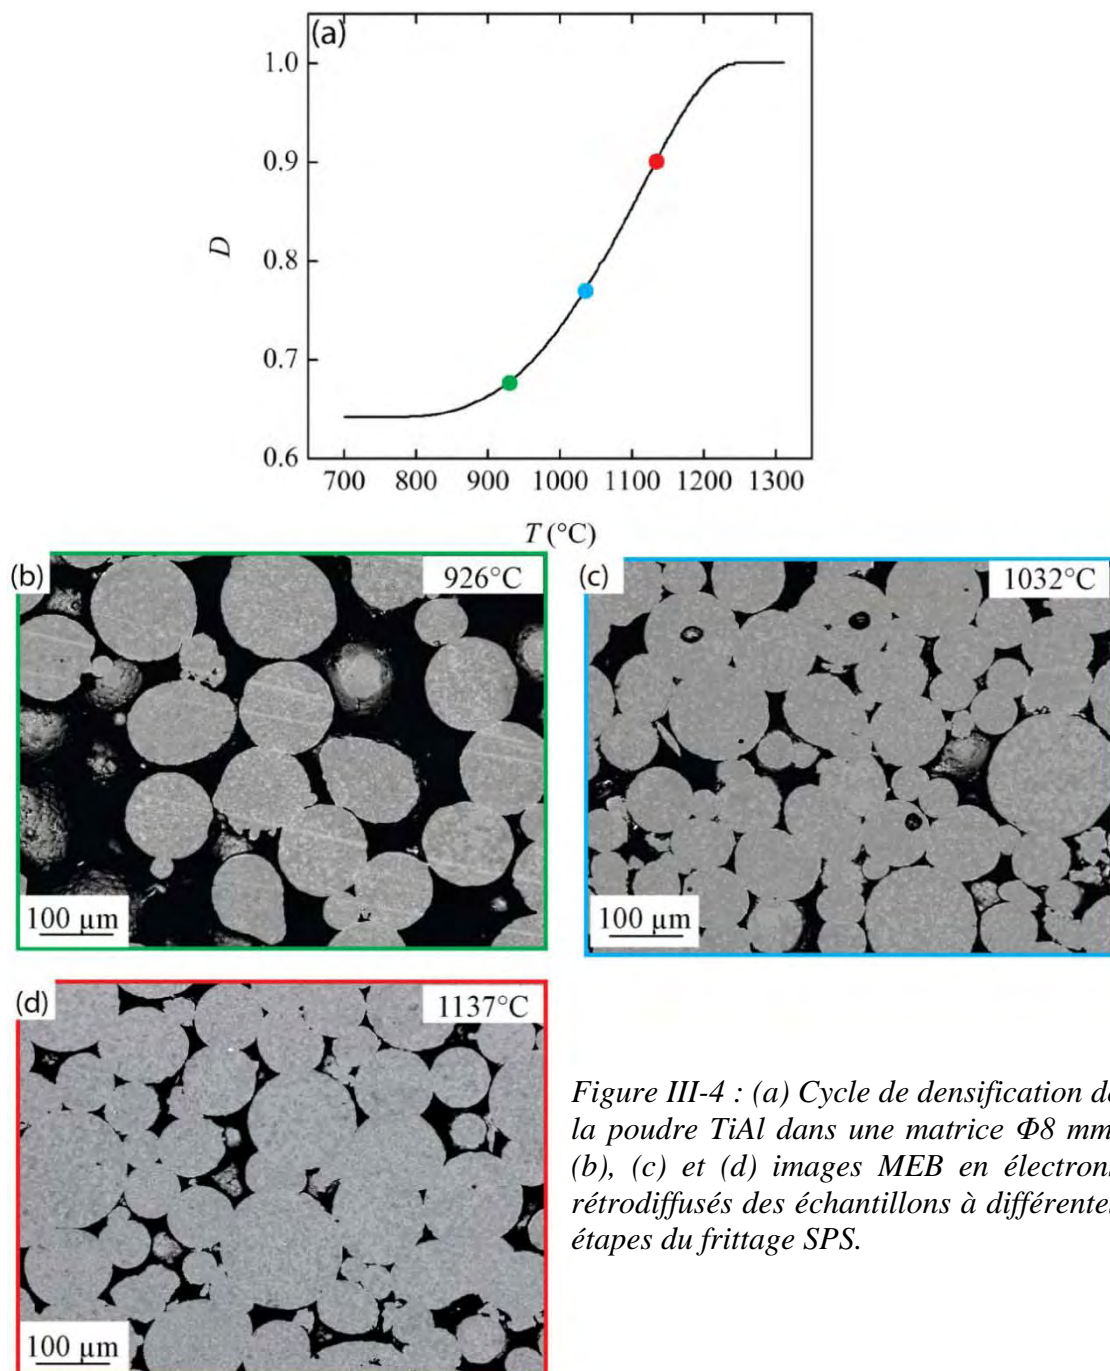 (a)
1.0
0.9
0.8
0.7
0.6
D
700 800 900 1000 1100 1200 1300
T (°C)
(b)
926°C
100 µm
(c)
1032°C
100 µm
(d)
1137°C
100 µm
Figure III-4 : (a) Cycle de densification de
la poudre TiAl dans une matrice Φ8 mm
(b), (c) et (d) images MEB en électron
rétrodiffusés des échantillons à différente
étapes du frittage SPS.